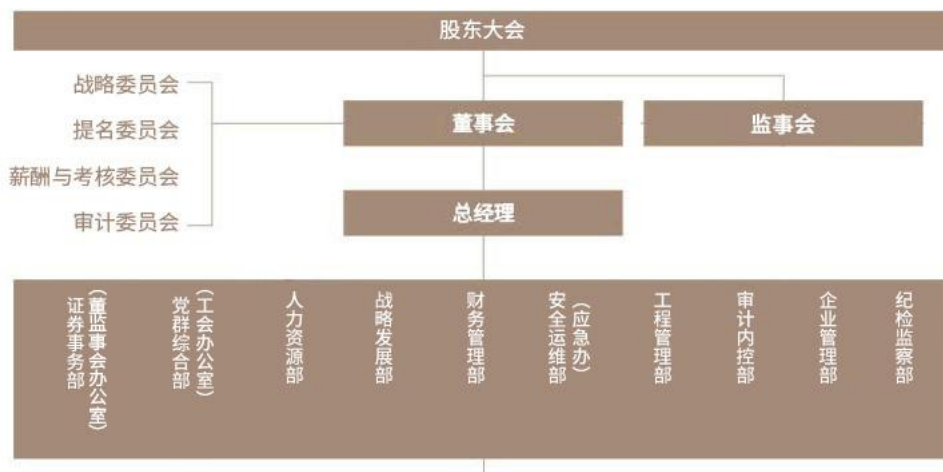 股东大会
战略委员会
提名委员会
薪酬与考核委员会
审计委员会
董事会
监事会
总经理
证券事务部
（董监事会办公室）
党群综合部
（工会办公室）
人力资源部
战略发展部
财务管理部
安全运维部
（应急办）
工程管理部
审计内控部
企业管理部
纪检监察部